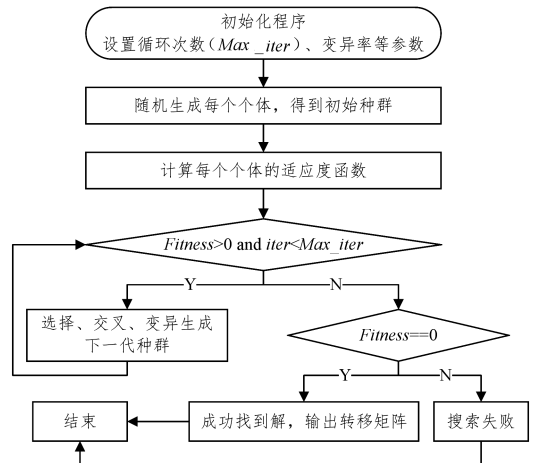 初始化程序
设置循环次数(Max_iter)、变异率等参数
随机生成每个个体，得到初始种群
计算每个个体的适应度函数
Fitness>0 and iter<Max_iter
Y
N
选择、交叉、变异生成
下一代种群
Fitness==0
Y
N
结束
成功找到解，输出转移矩阵
搜索失败